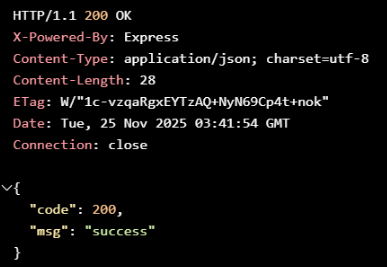 HTTP/1.1 200 OK
X-Powered-By: Express
Content-Type: application/json; charset=utf-8
Content-Length: 28
ETag: W/"1c-vzqaRgxEYTzAQ+NyN69Cp4t+nok"
Date: Tue, 25 Nov 2025 03:41:54 GMT
Connection: close
{
"code": 200,
"msg": "success"
}